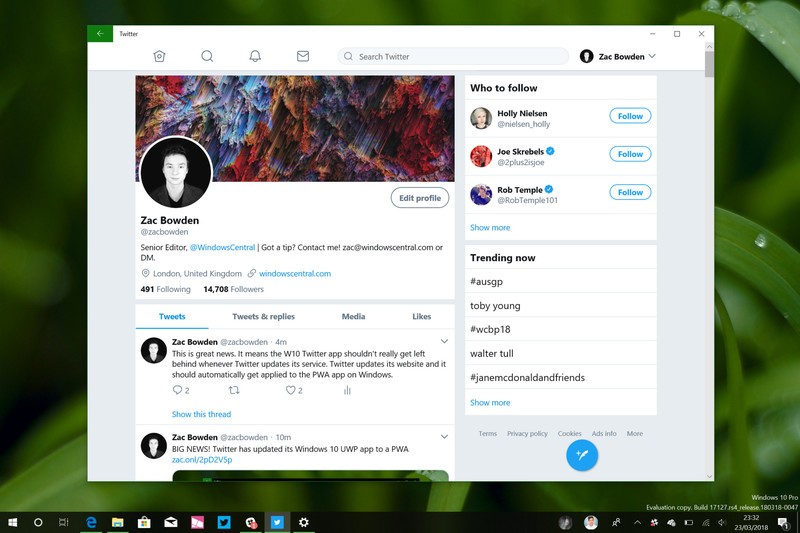 Twitter
Search Twitter
Zac Bowden
Edit profile
Zac Bowden
@zacbowden
Senior Editor, @WindowsCentral | Got a tip? Contact me! zac@windowscentral.com or
DM.
London, United Kingdom windowscentral.com
491 Following 14,708 Followers
Tweets Tweets & replies Media Likes
Zac Bowden @zacbowden · 4m
This is great news. It means the W10 Twitter app shouldn't really get left
behind whenever Twitter updates its service. Twitter updates its website and it
should automatically get applied to the PWA app on Windows.
2 2
Show this thread
Zac Bowden @zacbowden · 10m
BIG NEWS! Twitter has updated its Windows 10 UWP app to a PWA
zac.onl/2pD2V5p
Who to follow
Holly Nielsen
@nielsen_holly
Follow
Joe Skrebels
@2plus2isjoe
Follow
Rob Temple
@RobTemple101
Follow
Show more
Trending now
#ausgp
toby young
#wcbp18
walter tull
#janemcdonaldandfriends
Show more
Terms Privacy policy Cookies Ads info More
Windows 10 Pro
Evaluation copy. Build 17127.rs4_release.180318-0047
23:32
23/03/2018
1